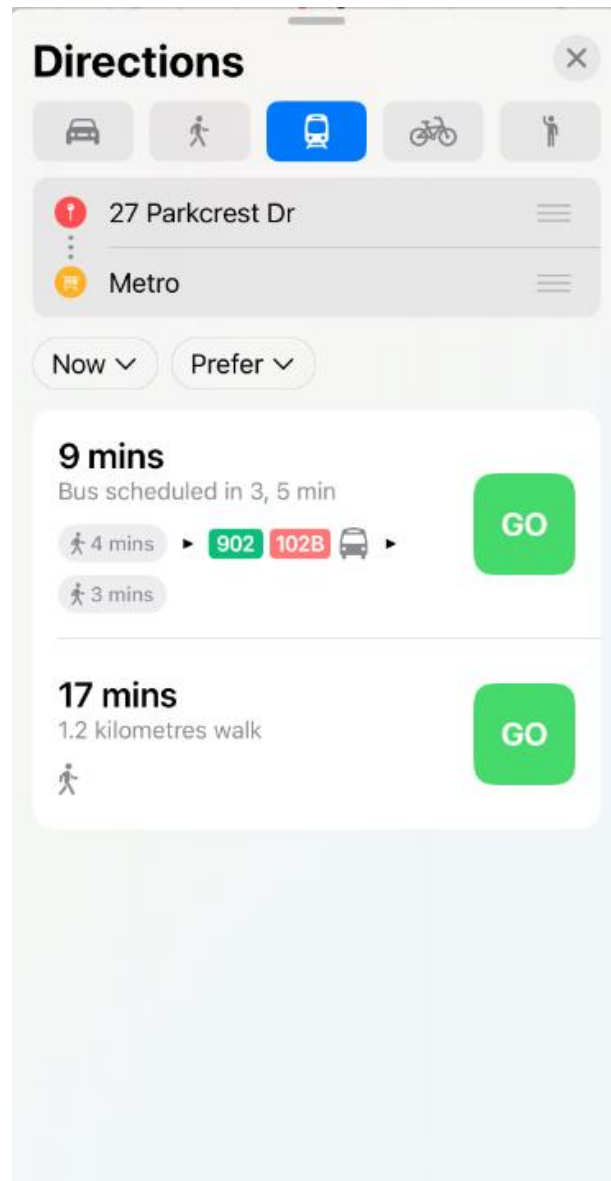 Directions
27 Parkcrest Dr
Metro
Now Prefer
9 mins
Bus scheduled in 3, 5 min
4 mins 902 102B
3 mins
GO
17 mins
1.2 kilometres walk
GO